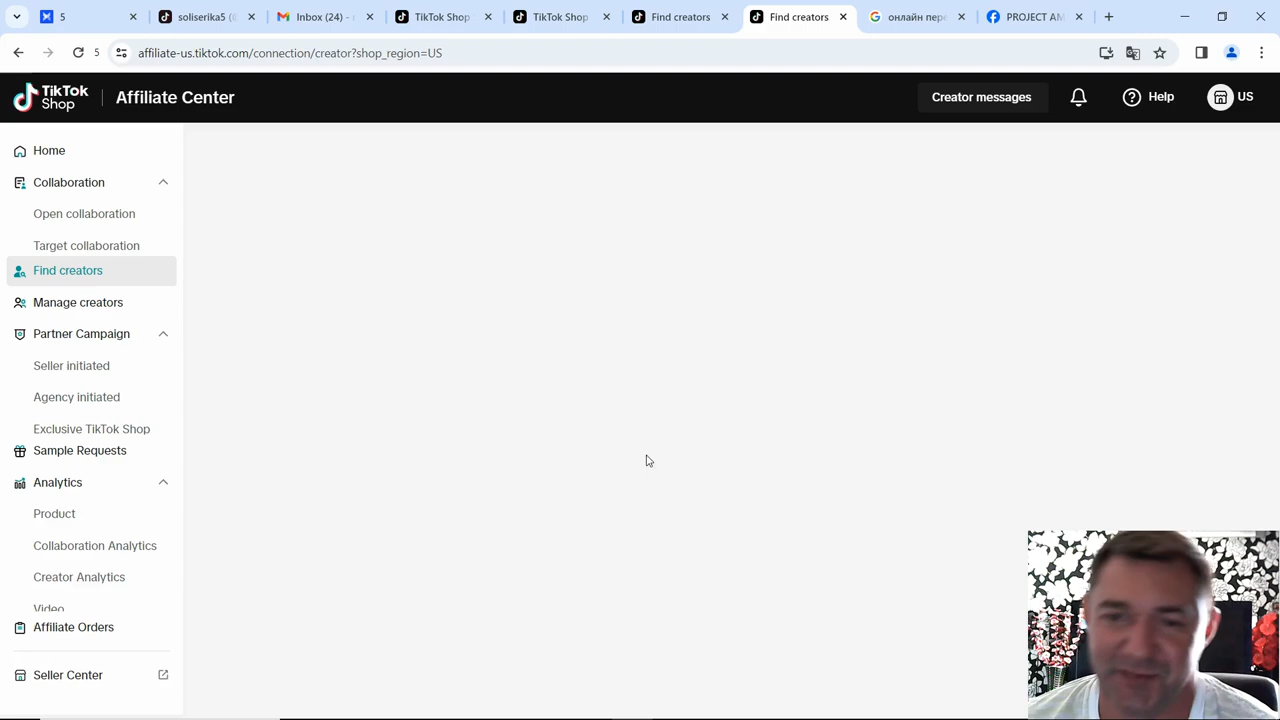 5
soliserika5 (@
Inbox (24) -
TikTok Shop
TikTok Shop
Find creators
Find creators
онлайн пере
PROJECT AM
5
affiliate-us.tiktok.com/connection/creator?shop_region=US
TikTok
Shop
Affiliate Center
Creator messages
Help
US
Home
Collaboration
Open collaboration
Target collaboration
Find creators
Manage creators
Partner Campaign
Seller initiated
Agency initiated
Exclusive TikTok Shop
Sample Requests
Analytics
Product
Collaboration Analytics
Creator Analytics
Video
Affiliate Orders
Seller Center